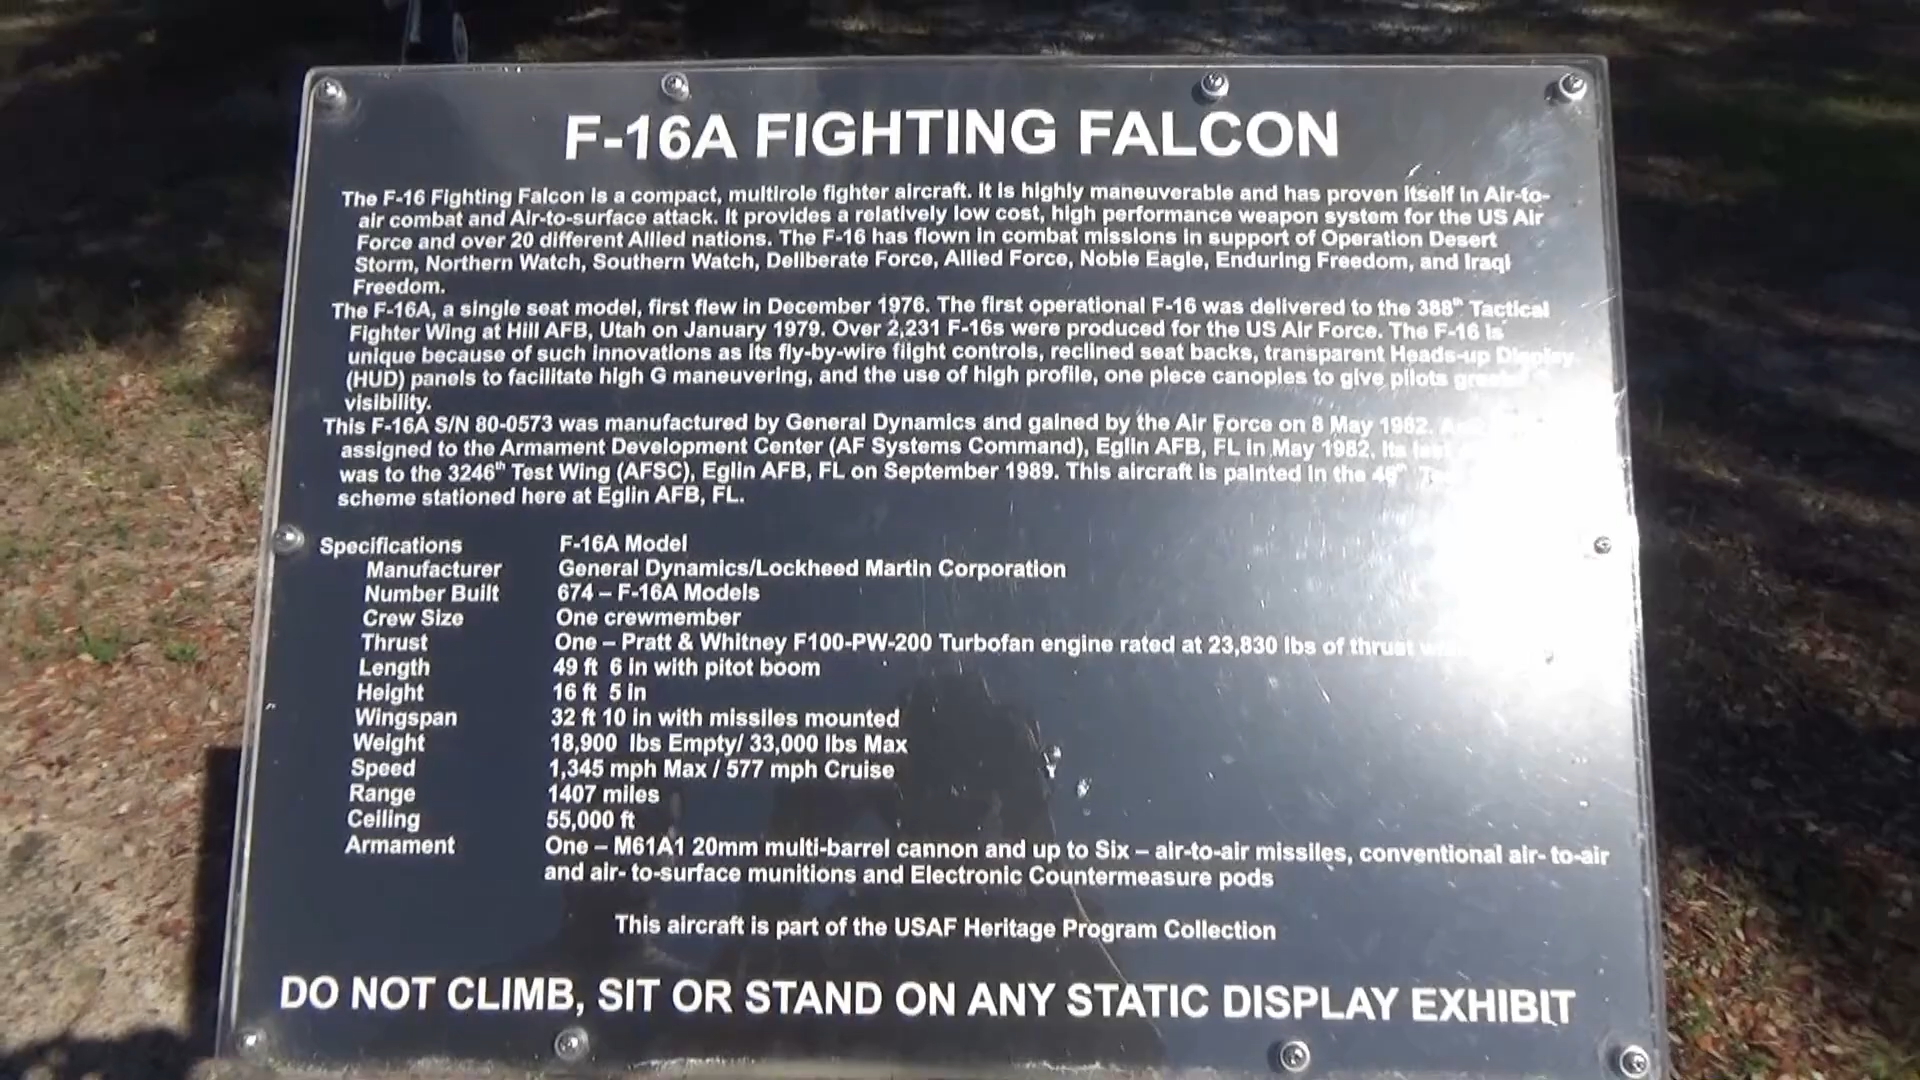 F-16A FIGHTING FALCON
The F-16 Fighting Falcon is a compact, multirole fighter aircraft. It is highly maneuverable and has proven itself in Air-to-
air combat and Air-to-surface attack. It provides a relatively low cost, high performance weapon system for the US Air
Force and over 20 different Allied nations. The F-16 has flown in combat missions in support of Operation Desert
Storm, Northern Watch, Southern Watch, Deliberate Force, Allied Force, Noble Eagle, Enduring Freedom, and Iraqi
Freedom.
The F-16A, a single seat model, first flew in December 1976. The first operational F-16 was delivered to the 388th Tactical
Fighter Wing at Hill AFB, Utah on January 1979. Over 2,231 F-16s were produced for the US Air Force. The F-16 is
unique because of such innovations as its fly-by-wire flight controls, reclined seat backs, transparent Heads-up Display
(HUD) panels to facilitate high G maneuvering, and the use of high profile, one piece canopies to give pilots
visibility.
This F-16A S/N 80-0573 was manufactured by General Dynamics and gained by the Air Force on 8 May 1982.
assigned to the Armament Development Center (AF Systems Command), Eglin AFB, FL in May 1982. Its last
was to the 3246th Test Wing (AFSC), Eglin AFB, FL on September 1989. This aircraft is painted in the
scheme stationed here at Eglin AFB, FL.
Specifications F-16A Model
Manufacturer General Dynamics/Lockheed Martin Corporation
Number Built 674 – F-16A Models
Crew Size One crewmember
Thrust One – Pratt & Whitney F100-PW-200 Turbofan engine rated at 23,830 lbs of thrust
Length 49 ft 6 in with pitot boom
Height 16 ft 5 in
Wingspan 32 ft 10 in with missiles mounted
Weight 18,900 lbs Empty/ 33,000 lbs Max
Speed 1,345 mph Max / 577 mph Cruise
Range 1407 miles
Ceiling 55,000 ft
Armament One – M61A1 20mm multi-barrel cannon and up to Six – air-to-air missiles, conventional air- to-air
and air- to-surface munitions and Electronic Countermeasure pods
This aircraft is part of the USAF Heritage Program Collection
DO NOT CLIMB, SIT OR STAND ON ANY STATIC DISPLAY EXHIBIT